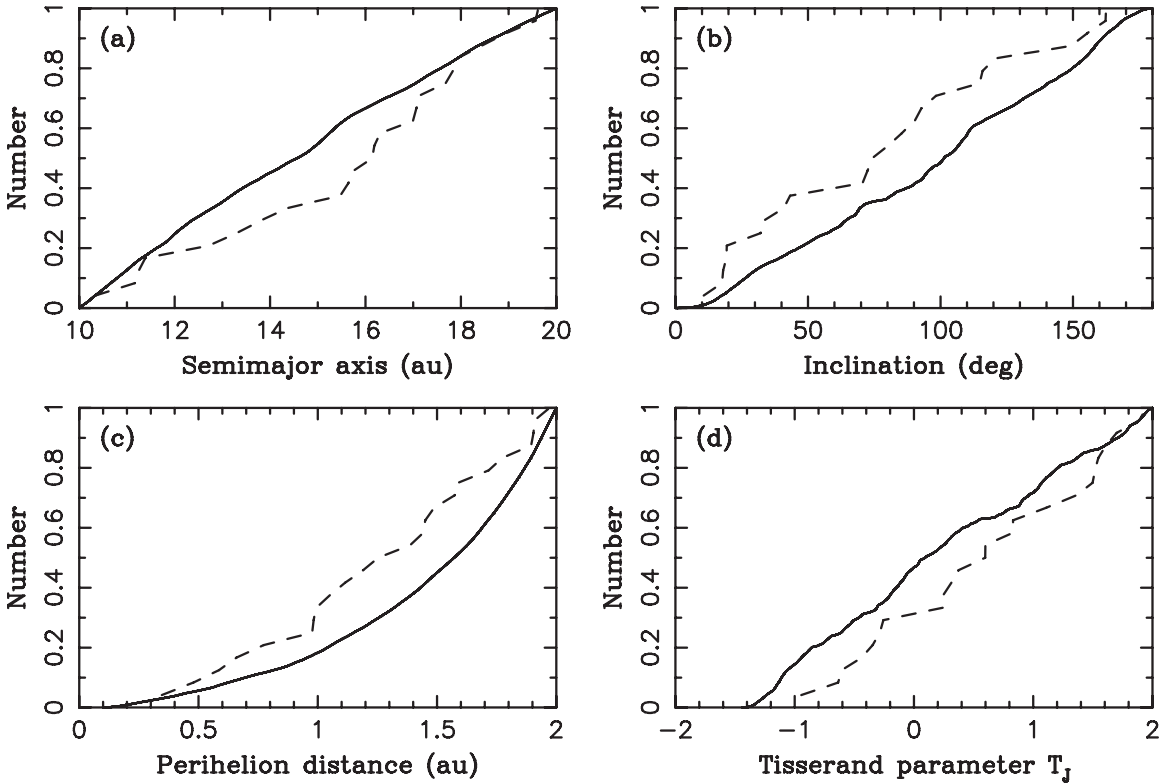 (a)
Number
0
0.2
0.4
0.6
0.8
1
10 12 14 16 18 20
Semimajor axis (au)
(b)
Number
0
0.2
0.4
0.6
0.8
1
0 50 100 150
Inclination (deg)
(c)
Number
0
0.2
0.4
0.6
0.8
1
0 0.5 1 1.5 2
Perihelion distance (au)
(d)
Number
0
0.2
0.4
0.6
0.8
1
−2 −1 0 1 2
Tisserand parameter T_J